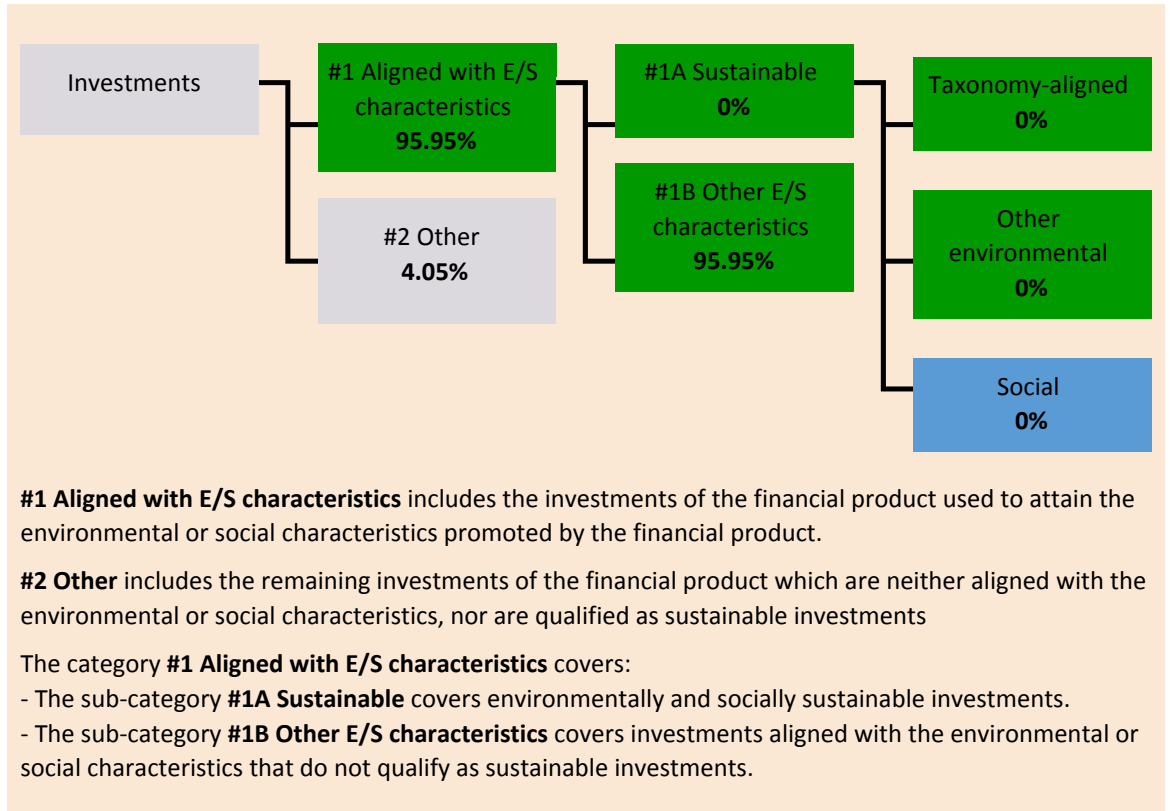 Investments
#1 Aligned with E/S
characteristics
95.95%
#2 Other
4.05%
#1A Sustainable
0%
#1B Other E/S
characteristics
95.95%
Taxonomy-aligned
0%
Other
environmental
0%
Social
0%
#1 Aligned with E/S characteristics includes the investments of the financial product used to attain the
environmental or social characteristics promoted by the financial product.
#2 Other includes the remaining investments of the financial product which are neither aligned with the
environmental or social characteristics, nor are qualified as sustainable investments
The category #1 Aligned with E/S characteristics covers:
- The sub-category #1A Sustainable covers environmentally and socially sustainable investments.
- The sub-category #1B Other E/S characteristics covers investments aligned with the environmental or
social characteristics that do not qualify as sustainable investments.